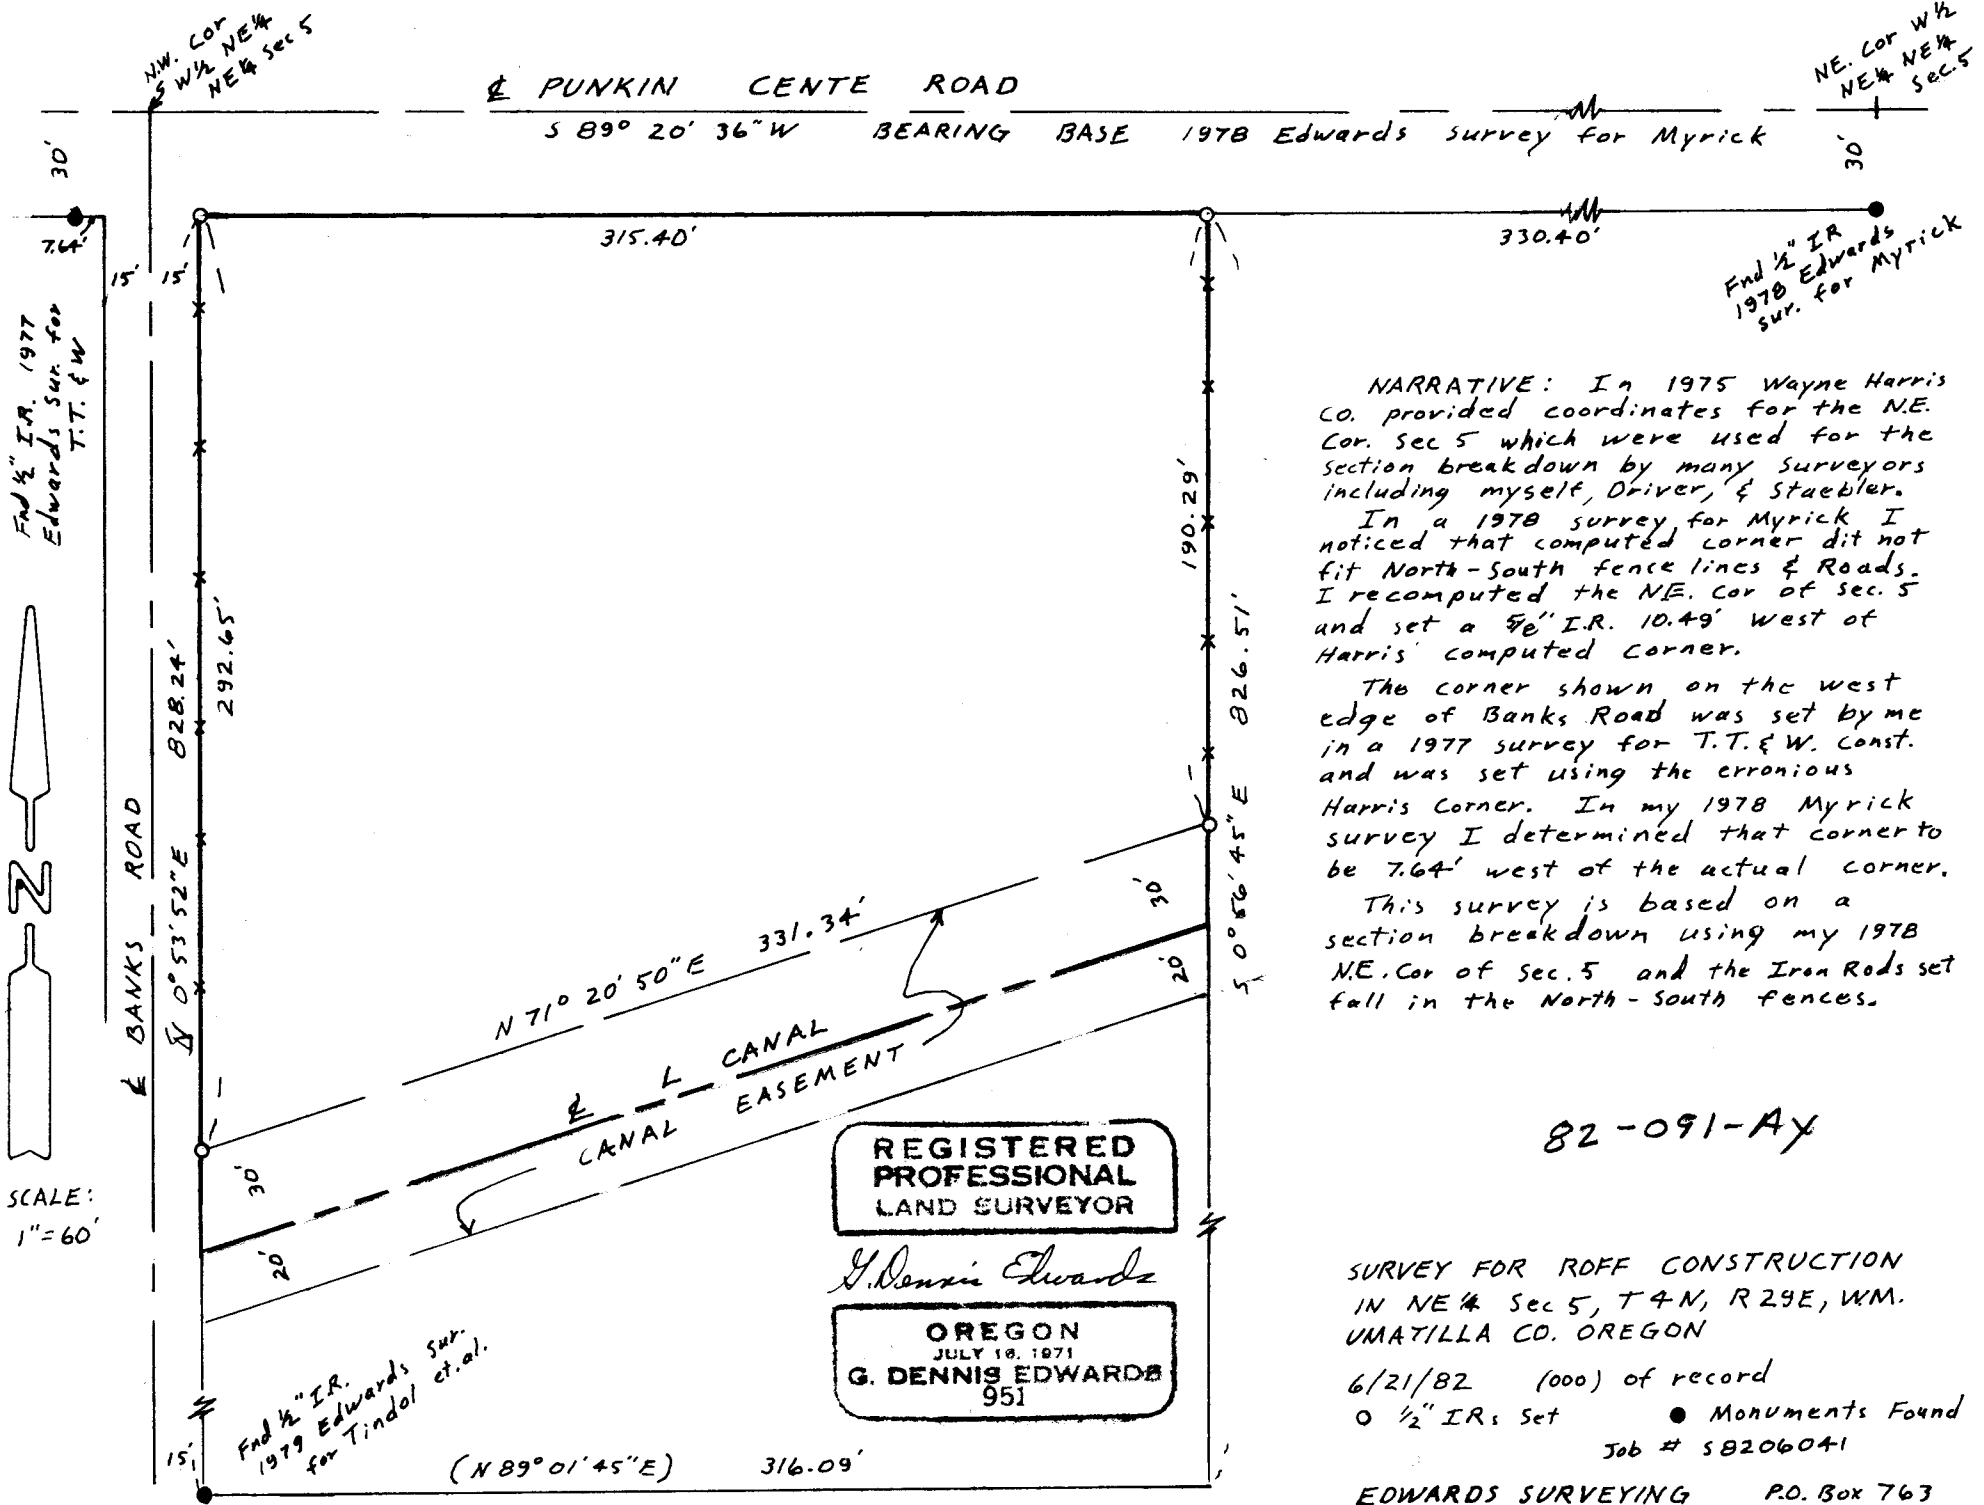 N.W. Cor
S W½ NE¼
NE¼ Sec 5
NE. Cor W½
NE¼ NE¼
Sec. 5
℄ PUNKIN CENTE ROAD
S 89° 20' 36" W BEARING BASE 1978 Edwards survey for Myrick
30'
30'
7.64'
15' 15'
315.40'
330.40'
Fnd ½" I.R. 1977
Edwards Sur. for
T.T. & W
Fnd ½" IR
1978 Edwards
Sur. for Myrick
NARRATIVE: In 1975 Wayne Harris
Co. provided coordinates for the N.E.
Cor. Sec 5 which were used for the
section breakdown by many Surveyors
including myself, Driver, & Staebler.
In a 1978 survey for Myrick I
noticed that computed corner dit not
fit North-South fence lines & Roads.
I recomputed the NE. Cor of Sec. 5
and set a 5/8" I.R. 10.49' west of
Harris' computed corner.
The corner shown on the west
edge of Banks Road was set by me
in a 1977 survey for T.T. & W. Const.
and was set using the erronious
Harris Corner. In my 1978 Myrick
survey I determined that corner to
be 7.64' west of the actual corner.
This survey is based on a
section breakdown using my 1978
N.E. Cor of Sec. 5 and the Iron Rods set
fall in the North-South fences.
190.29'
S 0° 56' 45" E 826.51'
292.65'
N 0° 53' 52" E 828.24'
℄ BANKS ROAD
N
SCALE:
1"=60'
N 71° 20' 50" E 331.34'
30'
20'
℄ L CANAL
CANAL EASEMENT
30'
20'
82-091-AY
REGISTERED
PROFESSIONAL
LAND SURVEYOR
G. Dennis Edwards
OREGON
JULY 16, 1971
G. DENNIS EDWARDS
951
SURVEY FOR ROFF CONSTRUCTION
IN NE¼ Sec 5, T 4 N, R 29E, W.M.
UMATILLA CO. OREGON
6/21/82 (000) of record
○ ½" IRs Set ● Monuments Found
Job # S8206041
EDWARDS SURVEYING P.O. Box 763
Fnd ½" I.R.
1979 Edwards Sur.
for Tindol et.al.
15'
(N 89° 01' 45" E) 316.09'